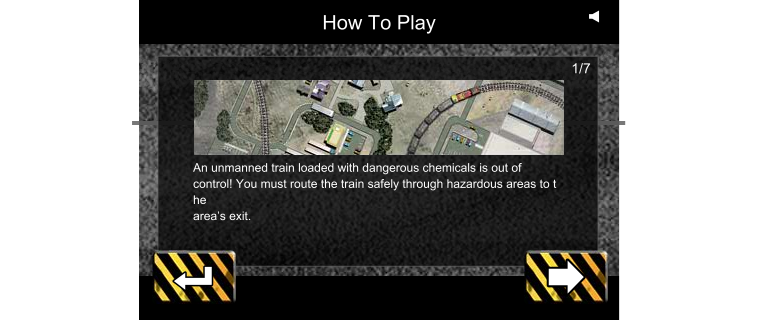 How To Play
1/7
An unmanned train loaded with dangerous chemicals is out of
control! You must route the train safely through hazardous areas to t
he
area's exit.